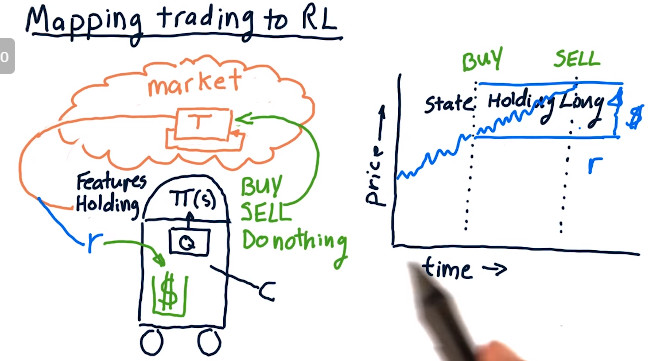 Mapping trading to RL
0
market
T
Features
Holding
π(s)
BUY
SELL
Do nothing
Q
r
$
C
BUY SELL
State: Holding Long
$
r
Price →
time →